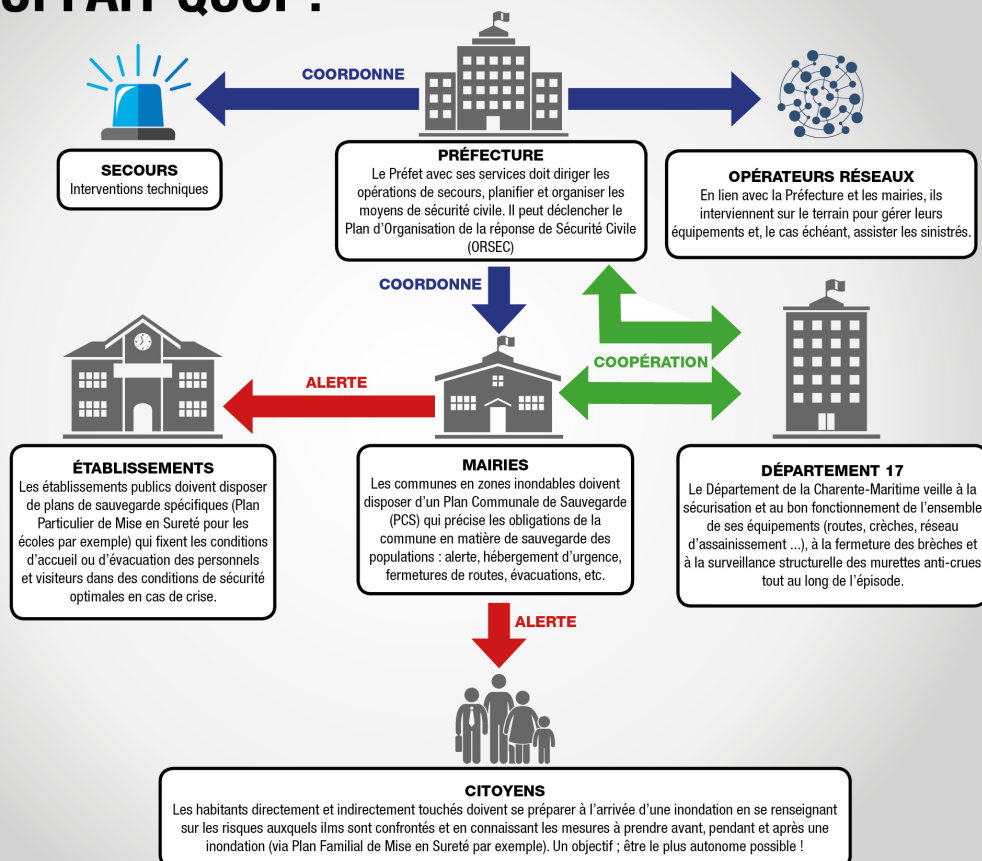 QUI FAIT QUOI ?
COORDONNE
SECOURS
Interventions techniques
PRÉFECTURE
Le Préfet avec ses services doit diriger les
opérations de secours, planifier et organiser les
moyens de sécurité civile. Il peut déclencher le
Plan d'Organisation de la réponse de Sécurité Civile
(ORSEC)
OPÉRATEURS RÉSEAUX
En lien avec la Préfecture et les mairies, ils
interviennent sur le terrain pour gérer leurs
équipements et, le cas échéant, assister les sinistrés.
COORDONNE
COOPÉRATION
ALERTE
ÉTABLISSEMENTS
Les établissements publics doivent disposer
de plans de sauvegarde spécifiques (Plan
Particulier de Mise en Sureté pour les
écoles par exemple) qui fixent les conditions
d'accueil ou d'évacuation des personnels
et visiteurs dans des conditions de sécurité
optimales en cas de crise.
MAIRIES
Les communes en zones inondables doivent
disposer d'un Plan Communale de Sauvegarde
(PCS) qui précise les obligations de la
commune en matière de sauvegarde des
populations : alerte, hébergement d'urgence,
fermetures de routes, évacuations, etc.
DÉPARTEMENT 17
Le Département de la Charente-Maritime veille à la
sécurisation et au bon fonctionnement de l'ensemble
de ses équipements (routes, crèches, réseau
d'assainissement ...), à la fermeture des brèches et
à la surveillance structurelle des murettes anti-crues
tout au long de l'épisode.
ALERTE
CITOYENS
Les habitants directement et indirectement touchés doivent se préparer à l'arrivée d'une inondation en se renseignant
sur les risques auxquels ilms sont confrontés et en connaissant les mesures à prendre avant, pendant et après une
inondation (via Plan Familial de Mise en Sureté par exemple). Un objectif ; être le plus autonome possible !